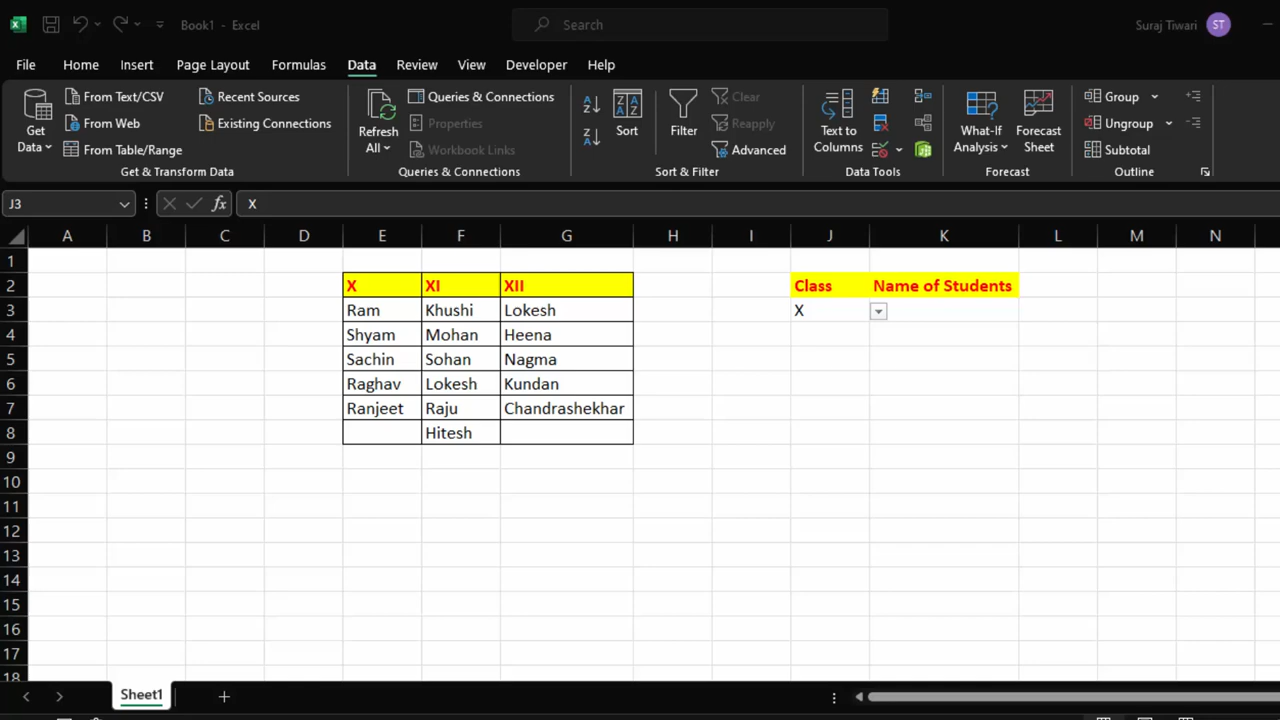 Book1 - Excel
Search
Suraj Tiwari ST
File Home Insert Page Layout Formulas Data Review View Developer Help
Get Data
From Text/CSV
From Web
From Table/Range
Recent Sources
Existing Connections
Get & Transform Data
Refresh All
Queries & Connections
Properties
Workbook Links
Queries & Connections
Sort
Filter
Clear
Reapply
Advanced
Sort & Filter
Text to Columns
Data Tools
What-If Analysis
Forecast Sheet
Forecast
Group
Ungroup
Subtotal
Outline
J3 fx X
A B C D E F G H I J K L M N
1
2 X XI XII Class Name of Students
3 Ram Khushi Lokesh X
4 Shyam Mohan Heena
5 Sachin Sohan Nagma
6 Raghav Lokesh Kundan
7 Ranjeet Raju Chandrashekhar
8 Hitesh
9
10
11
12
13
14
15
16
17
18
Sheet1